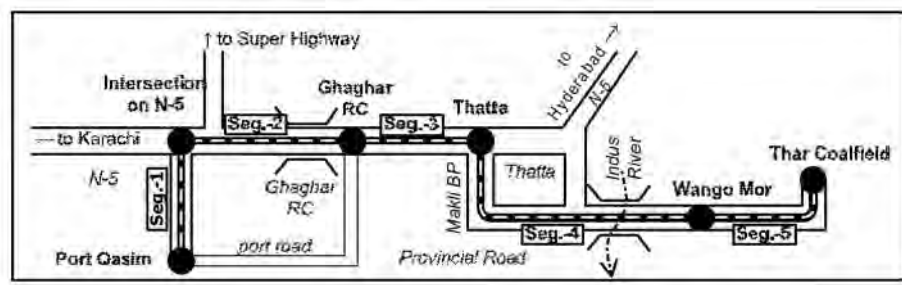 ↑ to Super Highway
Intersection
on N-5
Ghaghar
RC
Thatta
to
Hyderabad →
N-5
Seg.-2
Seg.-3
— to Karachi
N-5
Seg.-1
Ghaghar
RC
Makli BP
Thatta
Indus
River
Thar Coalfield
Wango Mor
Seg.-4
Seg.-5
port road
Port Qasim
Provincial Road